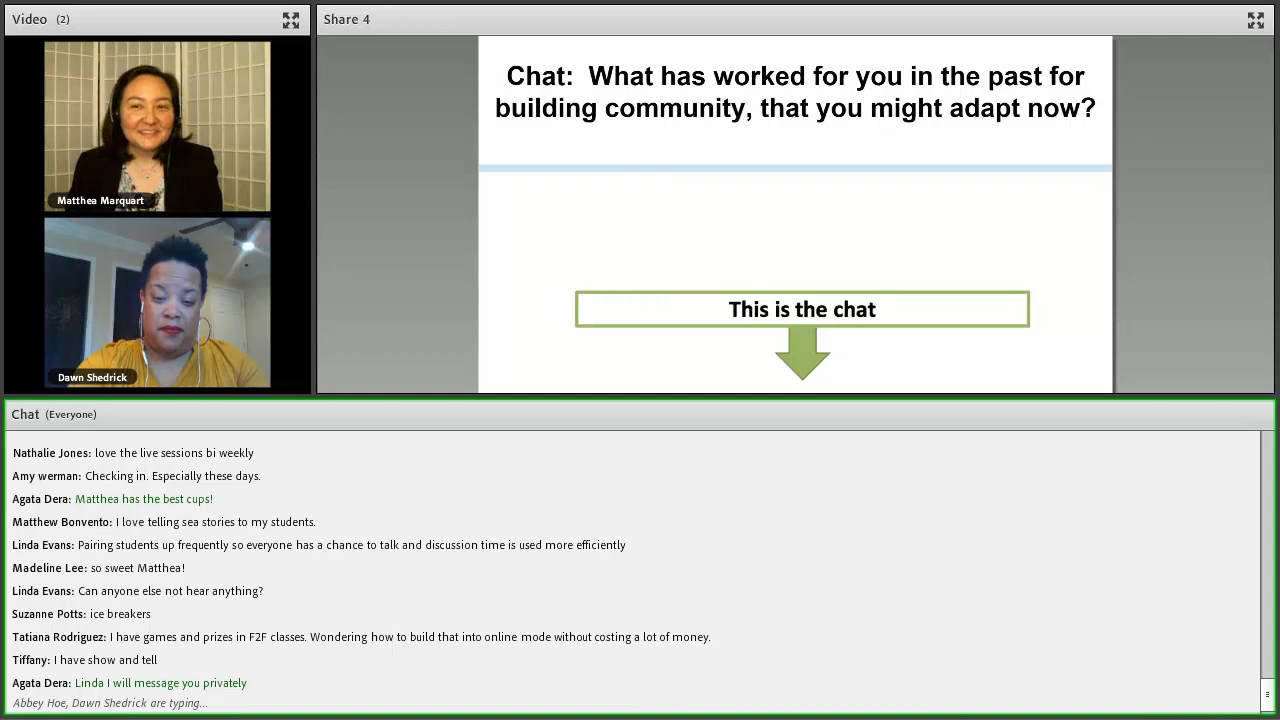 Video (2)
Share 4
Matthea Marquart
Dawn Shedrick
Chat: What has worked for you in the past for
building community, that you might adapt now?
This is the chat
Chat (Everyone)
Nathalie Jones: love the live sessions bi weekly
Amy werman: Checking in. Especially these days.
Agata Dera: Matthea has the best cups!
Matthew Bonvento: I love telling sea stories to my students.
Linda Evans: Pairing students up frequently so everyone has a chance to talk and discussion time is used more efficiently
Madeline Lee: so sweet Matthea!
Linda Evans: Can anyone else not hear anything?
Suzanne Potts: ice breakers
Tatiana Rodriguez: I have games and prizes in F2F classes. Wondering how to build that into online mode without costing a lot of money.
Tiffany: I have show and tell
Agata Dera: Linda I will message you privately
Abbey Hoe, Dawn Shedrick are typing...